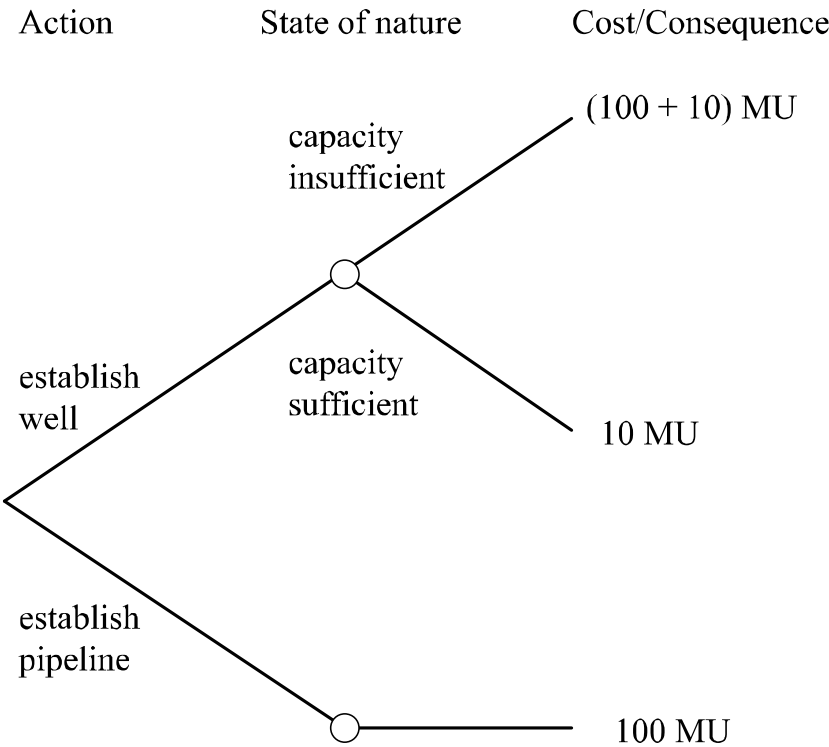 Action State of nature Cost/Consequence
(100 + 10) MU
capacity
insufficient
establish
well
capacity
sufficient
10 MU
establish
pipeline
100 MU